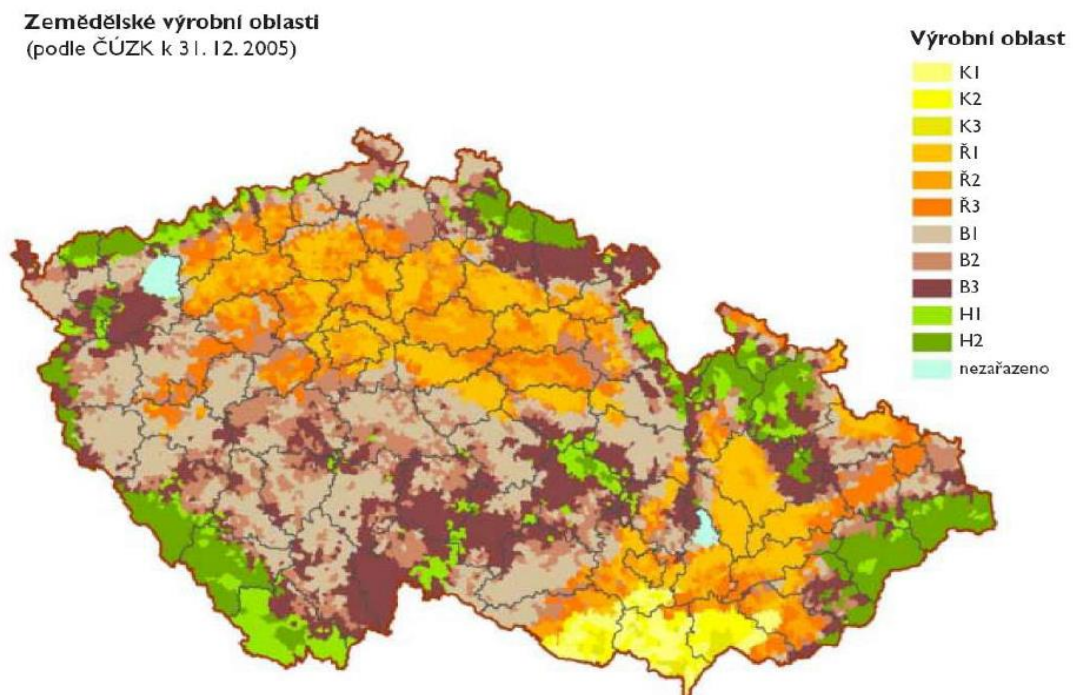 Zemědělské výrobní oblasti
(podle ČÚZK k 31. 12. 2005)
Výrobní oblast
K1
K2
K3
Ř1
Ř2
Ř3
B1
B2
B3
H1
H2
nezařazeno